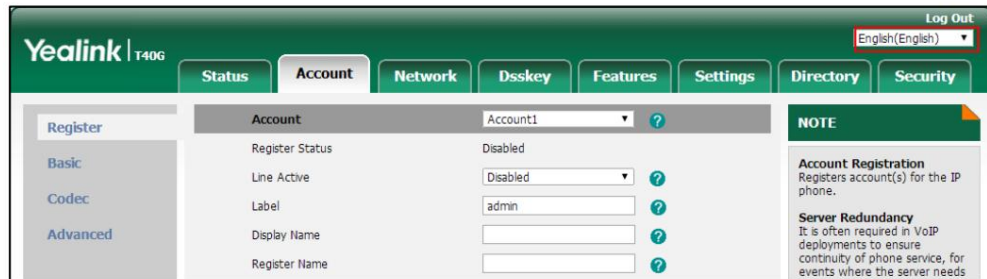 Log Out
English(English)
Yealink | T40G
Status Account Network Dsskey Features Settings Directory Security
Register
Basic
Codec
Advanced
Account Account1
Register Status Disabled
Line Active Disabled
Label admin
Display Name
Register Name
NOTE
Account Registration
Registers account(s) for the IP
phone.
Server Redundancy
It is often required in VoIP
deployments to ensure
continuity of phone service, for
events where the server needs